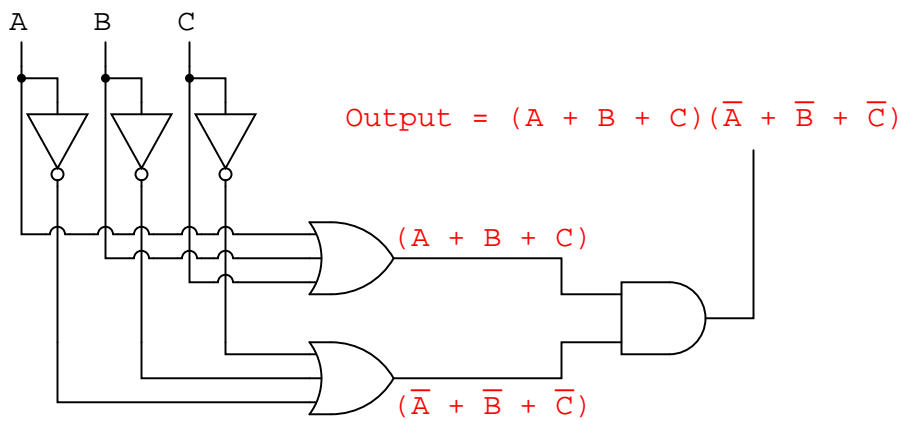 A B C
Output = (A + B + C)(A̅ + B̅ + C̅)
(A + B + C)
(A̅ + B̅ + C̅)